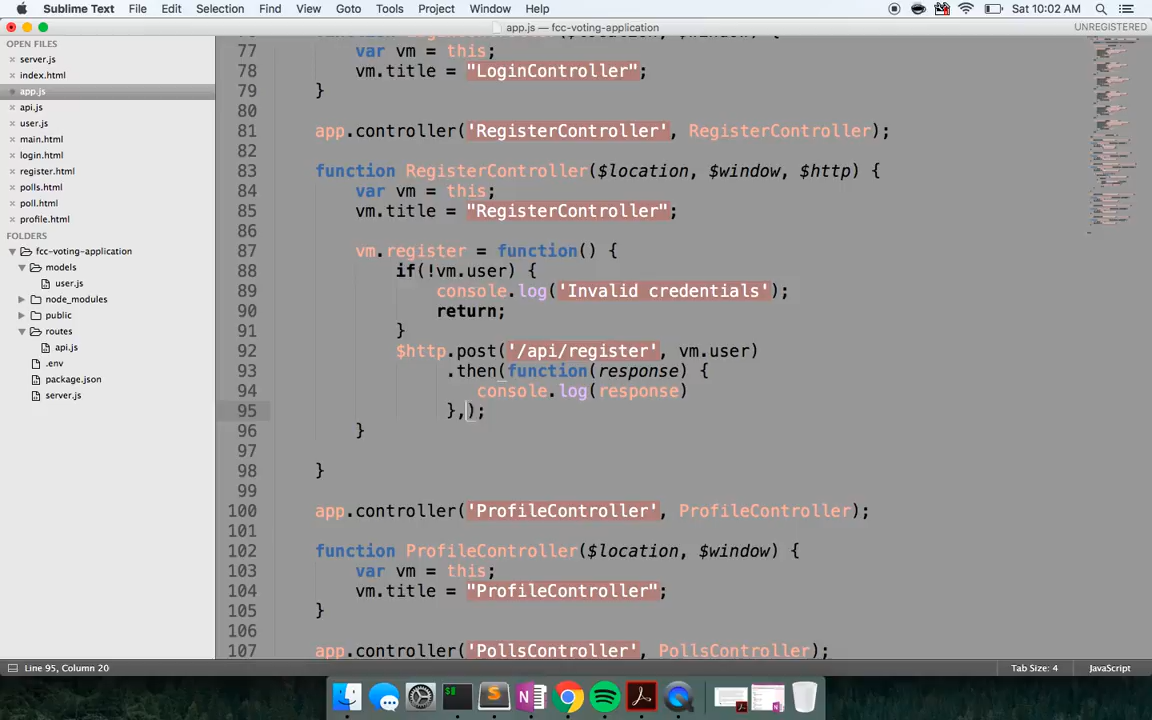 Sublime Text File Edit Selection Find View Goto Tools Project Window Help Sat 10:02 AM
app.js — fcc-voting-application UNREGISTERED
OPEN FILES
server.js
index.html
app.js
api.js
user.js
main.html
login.html
register.html
polls.html
poll.html
profile.html
FOLDERS
fcc-voting-application
models
user.js
node_modules
public
routes
api.js
.env
package.json
server.js
77 var vm = this;
78 vm.title = "LoginController";
79 }
80
81 app.controller('RegisterController', RegisterController);
82
83 function RegisterController($location, $window, $http) {
84 var vm = this;
85 vm.title = "RegisterController";
86
87 vm.register = function() {
88 if(!vm.user) {
89 console.log('Invalid credentials');
90 return;
91 }
92 $http.post('/api/register', vm.user)
93 .then(function(response) {
94 console.log(response)
95 },);
96 }
97
98 }
99
100 app.controller('ProfileController', ProfileController);
101
102 function ProfileController($location, $window) {
103 var vm = this;
104 vm.title = "ProfileController";
105 }
106
107 app.controller('PollsController', PollsController);
Line 95, Column 20 Tab Size: 4 JavaScript